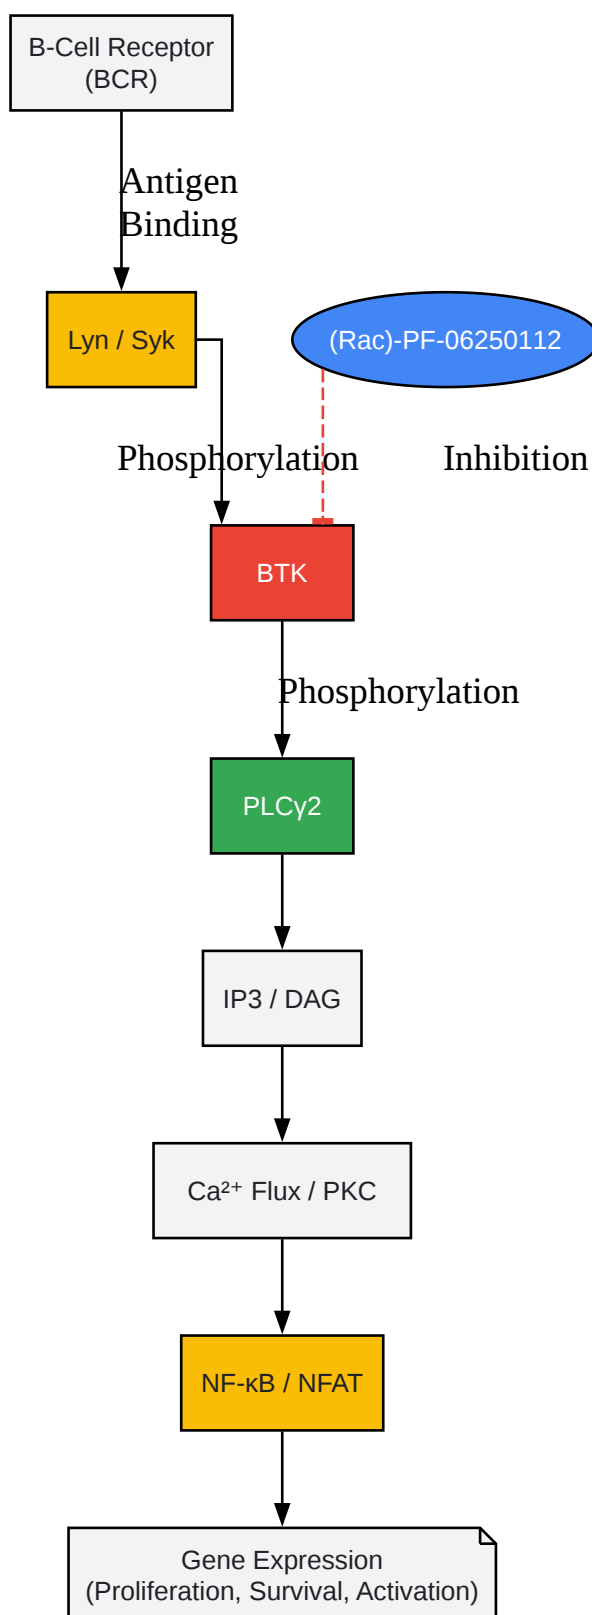 B-Cell Receptor
(BCR)
Antigen
Binding
Lyn / Syk
(Rac)-PF-06250112
Phosphorylation
Inhibition
BTK
Phosphorylation
PLCγ2
IP3 / DAG
Ca²⁺ Flux / PKC
NF-κB / NFAT
Gene Expression
(Proliferation, Survival, Activation)